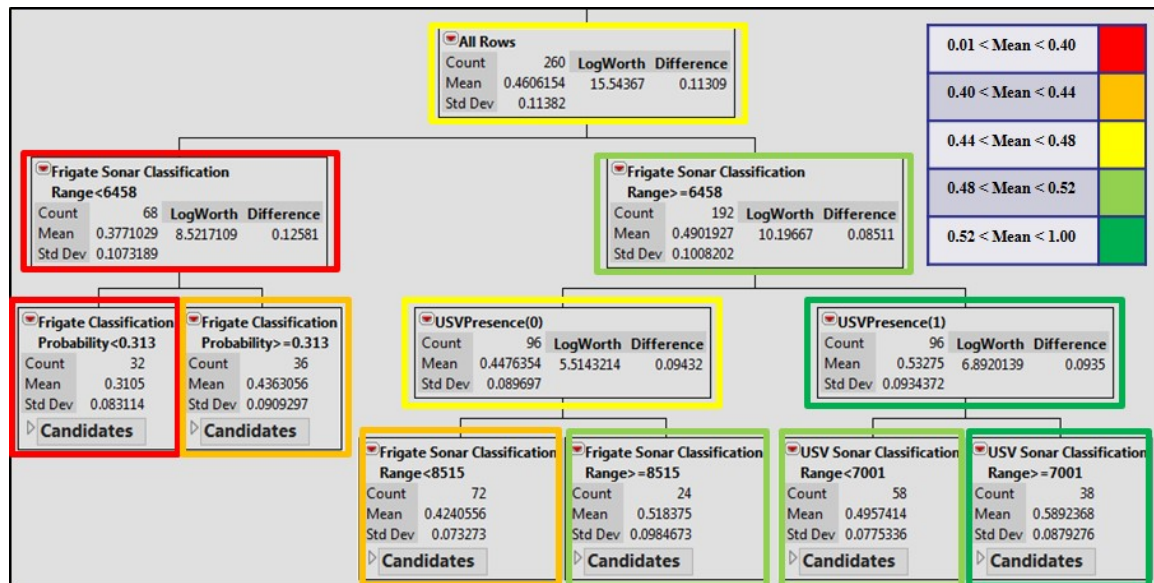 All Rows
Count 260 LogWorth Difference
Mean 0.4606154 15.54367 0.11309
Std Dev 0.11382
0.01 < Mean < 0.40
0.40 < Mean < 0.44
0.44 < Mean < 0.48
0.48 < Mean < 0.52
0.52 < Mean < 1.00
Frigate Sonar Classification
Range<6458
Count 68 LogWorth Difference
Mean 0.3771029 8.5217109 0.12581
Std Dev 0.1073189
Frigate Sonar Classification
Range>=6458
Count 192 LogWorth Difference
Mean 0.4901927 10.19667 0.08511
Std Dev 0.1008202
Frigate Classification
Probability<0.313
Count 32
Mean 0.3105
Std Dev 0.083114
Candidates
Frigate Classification
Probability>=0.313
Count 36
Mean 0.4363056
Std Dev 0.0909297
Candidates
USVPresence(0)
Count 96 LogWorth Difference
Mean 0.4476354 5.5143214 0.09432
Std Dev 0.089697
USVPresence(1)
Count 96 LogWorth Difference
Mean 0.53275 6.8920139 0.0935
Std Dev 0.0934372
Frigate Sonar Classification
Range<8515
Count 72
Mean 0.4240556
Std Dev 0.073273
Candidates
Frigate Sonar Classification
Range>=8515
Count 24
Mean 0.518375
Std Dev 0.0984673
Candidates
USV Sonar Classification
Range<7001
Count 58
Mean 0.4957414
Std Dev 0.0775336
Candidates
USV Sonar Classification
Range>=7001
Count 38
Mean 0.5892368
Std Dev 0.0879276
Candidates